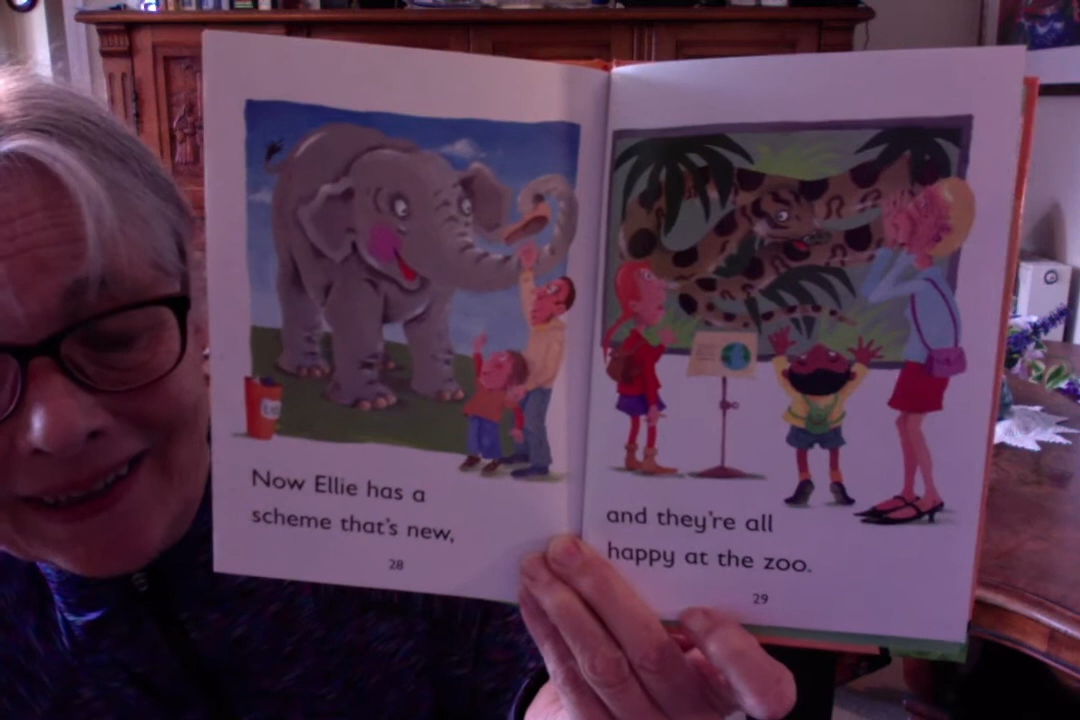 Now Ellie has a
scheme that's new,
28
and they're all
happy at the zoo.
29